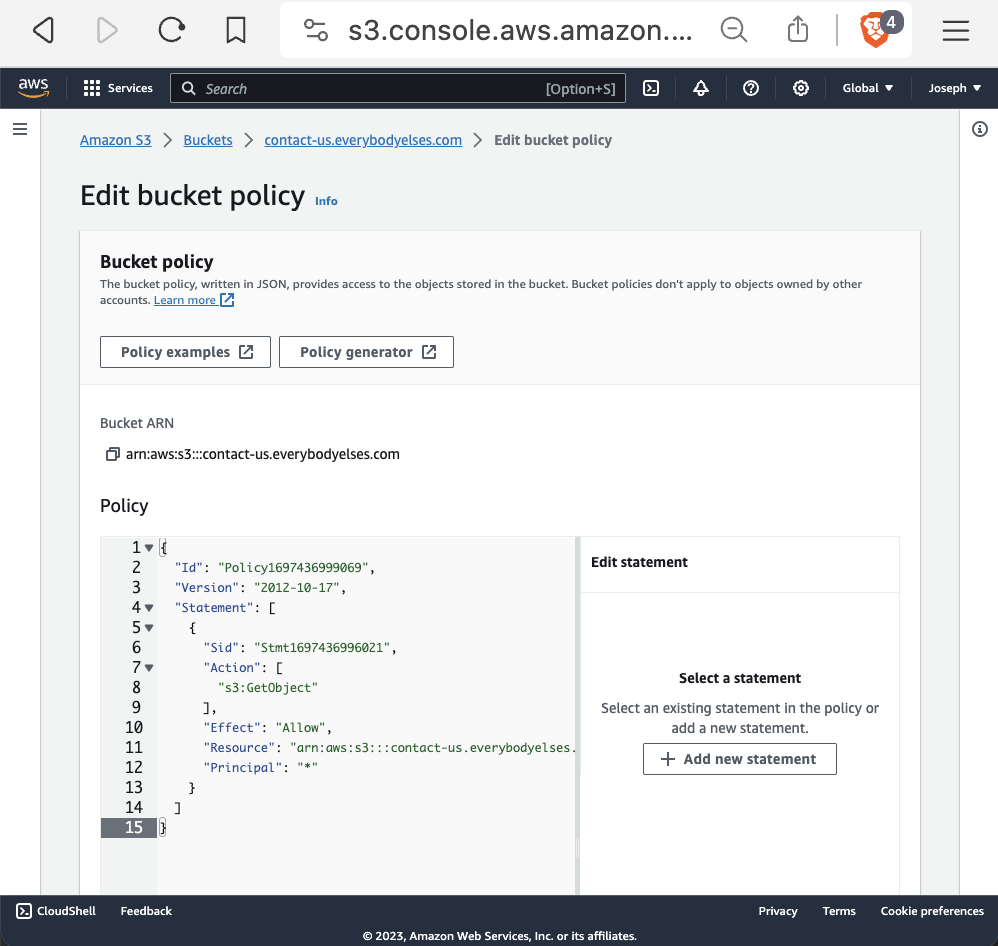 s3.console.aws.amazon....
4
aws
Services
Search
[Option+S]
Global
Joseph
Amazon S3 > Buckets > contact-us.everybodyelses.com > Edit bucket policy
Edit bucket policy Info
Bucket policy
The bucket policy, written in JSON, provides access to the objects stored in the bucket. Bucket policies don't apply to objects owned by other
accounts. Learn more
Policy examples
Policy generator
Bucket ARN
arn:aws:s3:::contact-us.everybodyelses.com
Policy
1 {
2 "Id": "Policy1697436999069",
3 "Version": "2012-10-17",
4 "Statement": [
5 {
6 "Sid": "Stmt1697436996021",
7 "Action": [
8 "s3:GetObject"
9 ],
10 "Effect": "Allow",
11 "Resource": "arn:aws:s3:::contact-us.everybodyelses.
12 "Principal": "*"
13 }
14 ]
15 }
Edit statement
Select a statement
Select an existing statement in the policy or
add a new statement.
+ Add new statement
CloudShell
Feedback
Privacy
Terms
Cookie preferences
© 2023, Amazon Web Services, Inc. or its affiliates.